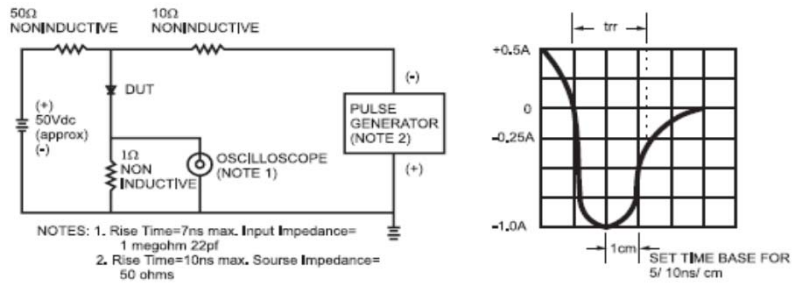 50Ω
NONINDUCTIVE
10Ω
NONINDUCTIVE
(+)
50Vdc
(approx)
(-)
DUT
1Ω
NON
INDUCTIVE
OSCILLOSCOPE
(NOTE 1)
(-)
PULSE
GENERATOR
(NOTE 2)
(+)
NOTES: 1. Rise Time=7ns max. Input Impedance=
1 megohm 22pf
2. Rise Time=10ns max. Sourse Impedance=
50 ohms
trr
+0.5A
0
-0.25A
-1.0A
1cm
SET TIME BASE FOR
5/ 10ns/ cm